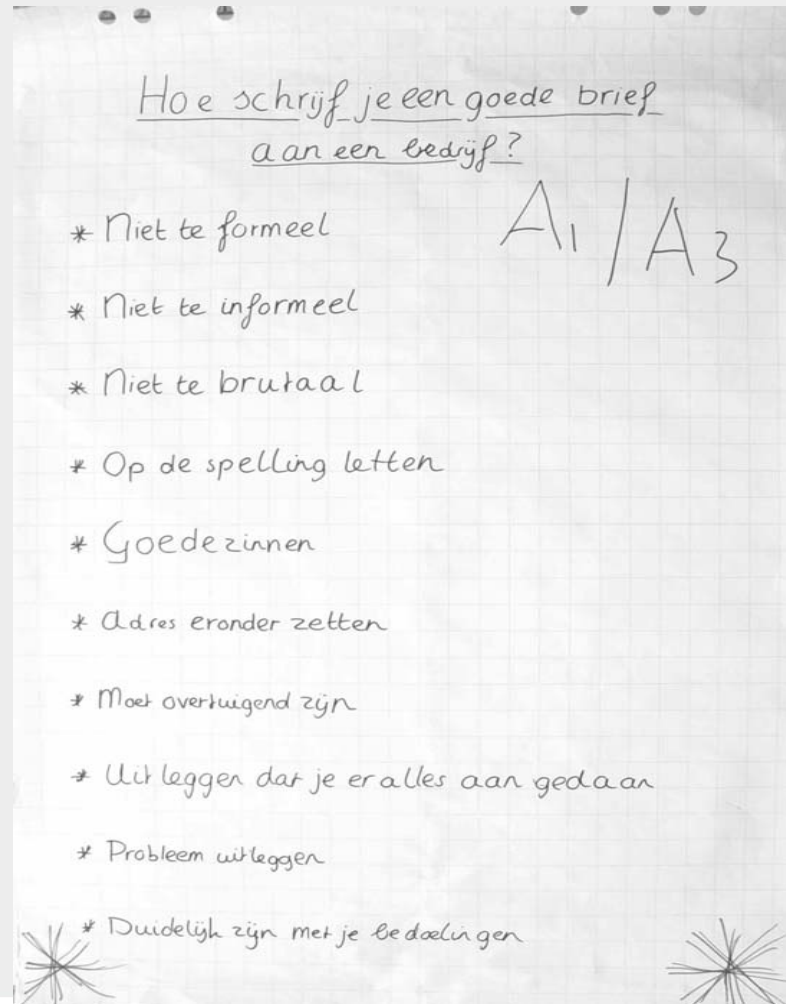 Hoe schrijf je een goede brief
aan een bedrijf?
A1/A3
* Niet te formeel
* Niet te informeel
* Niet te brutaal
* Op de spelling letten
* Goede zinnen
* Adres eronder zetten
* Moet overtuigend zijn
* Uitleggen dat je er alles aan gedaan
* Probleem uitleggen
* Duidelijk zijn met je bedoelingen